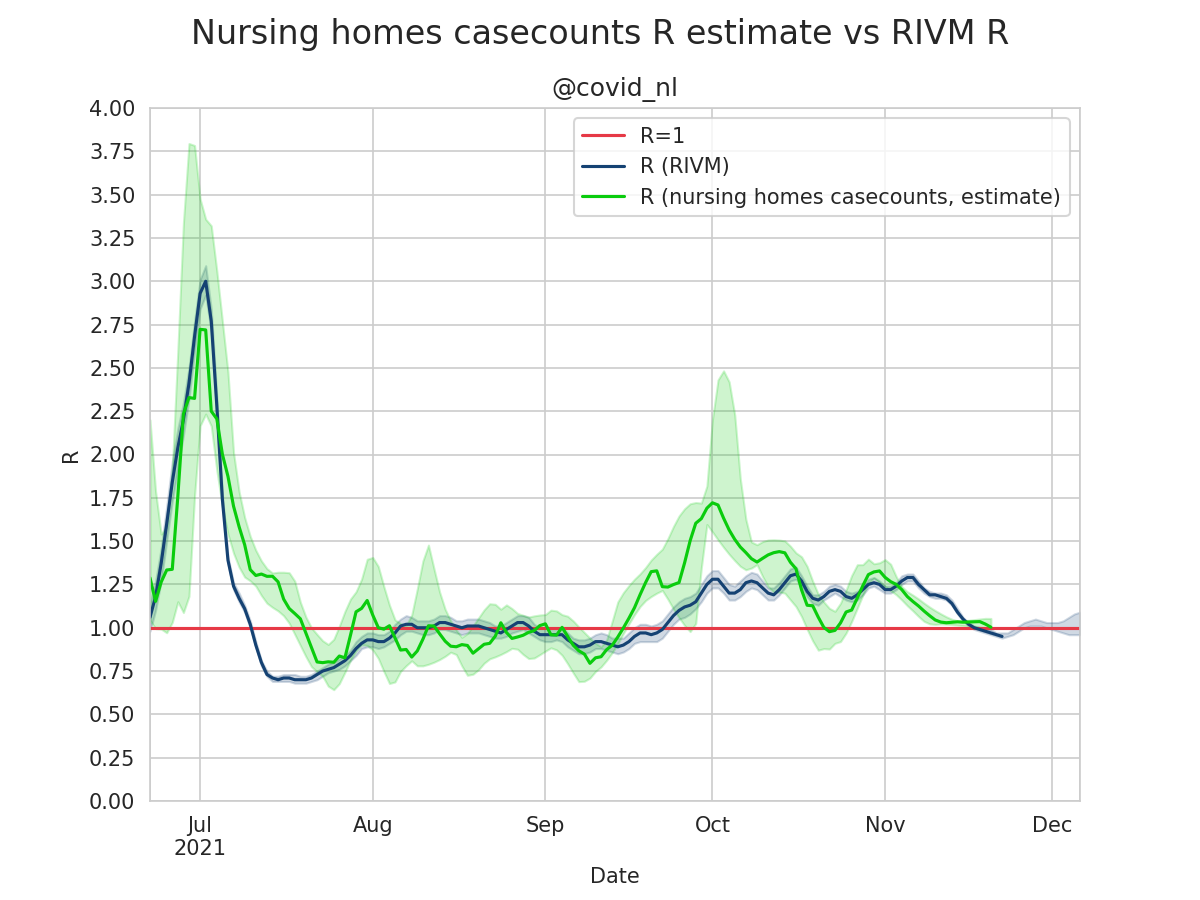 Nursing homes casecounts R estimate vs RIVM R
@covid_nl
4.00
3.75
3.50
3.25
3.00
2.75
2.50
2.25
2.00
1.75
1.50
1.25
1.00
0.75
0.50
0.25
0.00
R
R=1
R (RIVM)
R (nursing homes casecounts, estimate)
Jul Aug Sep Oct Nov Dec
2021
Date